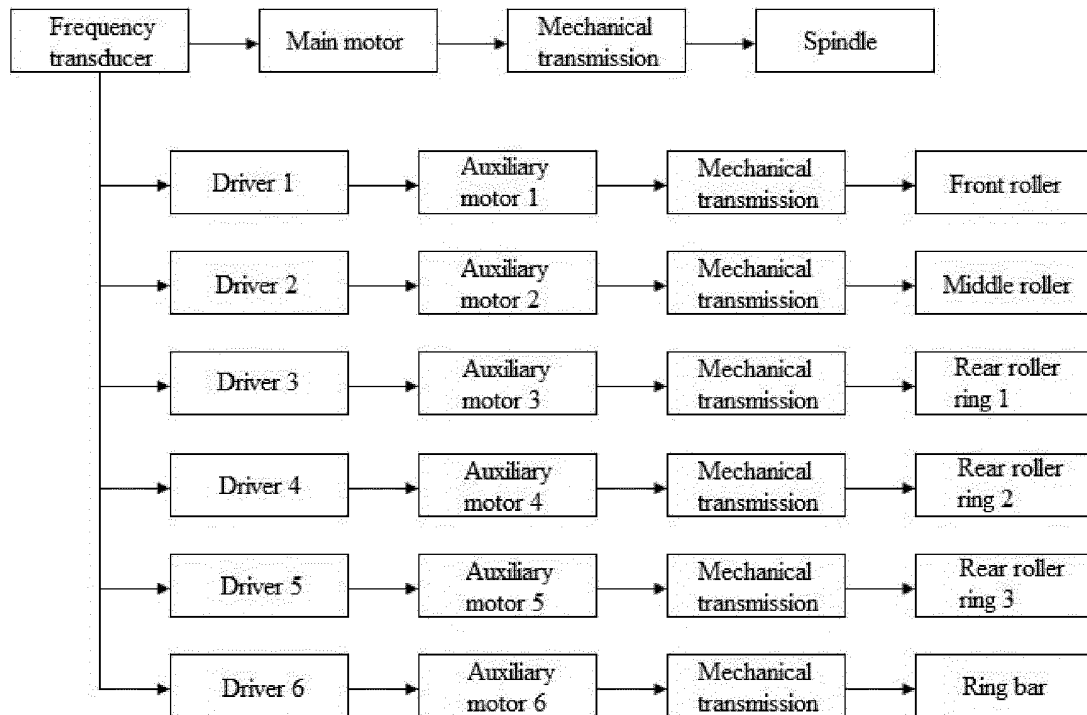 Frequency
transducer
Main motor
Mechanical
transmission
Spindle
Driver 1
Auxiliary
motor 1
Mechanical
transmission
Front roller
Driver 2
Auxiliary
motor 2
Mechanical
transmission
Middle roller
Driver 3
Auxiliary
motor 3
Mechanical
transmission
Rear roller
ring 1
Driver 4
Auxiliary
motor 4
Mechanical
transmission
Rear roller
ring 2
Driver 5
Auxiliary
motor 5
Mechanical
transmission
Rear roller
ring 3
Driver 6
Auxiliary
motor 6
Mechanical
transmission
Ring bar